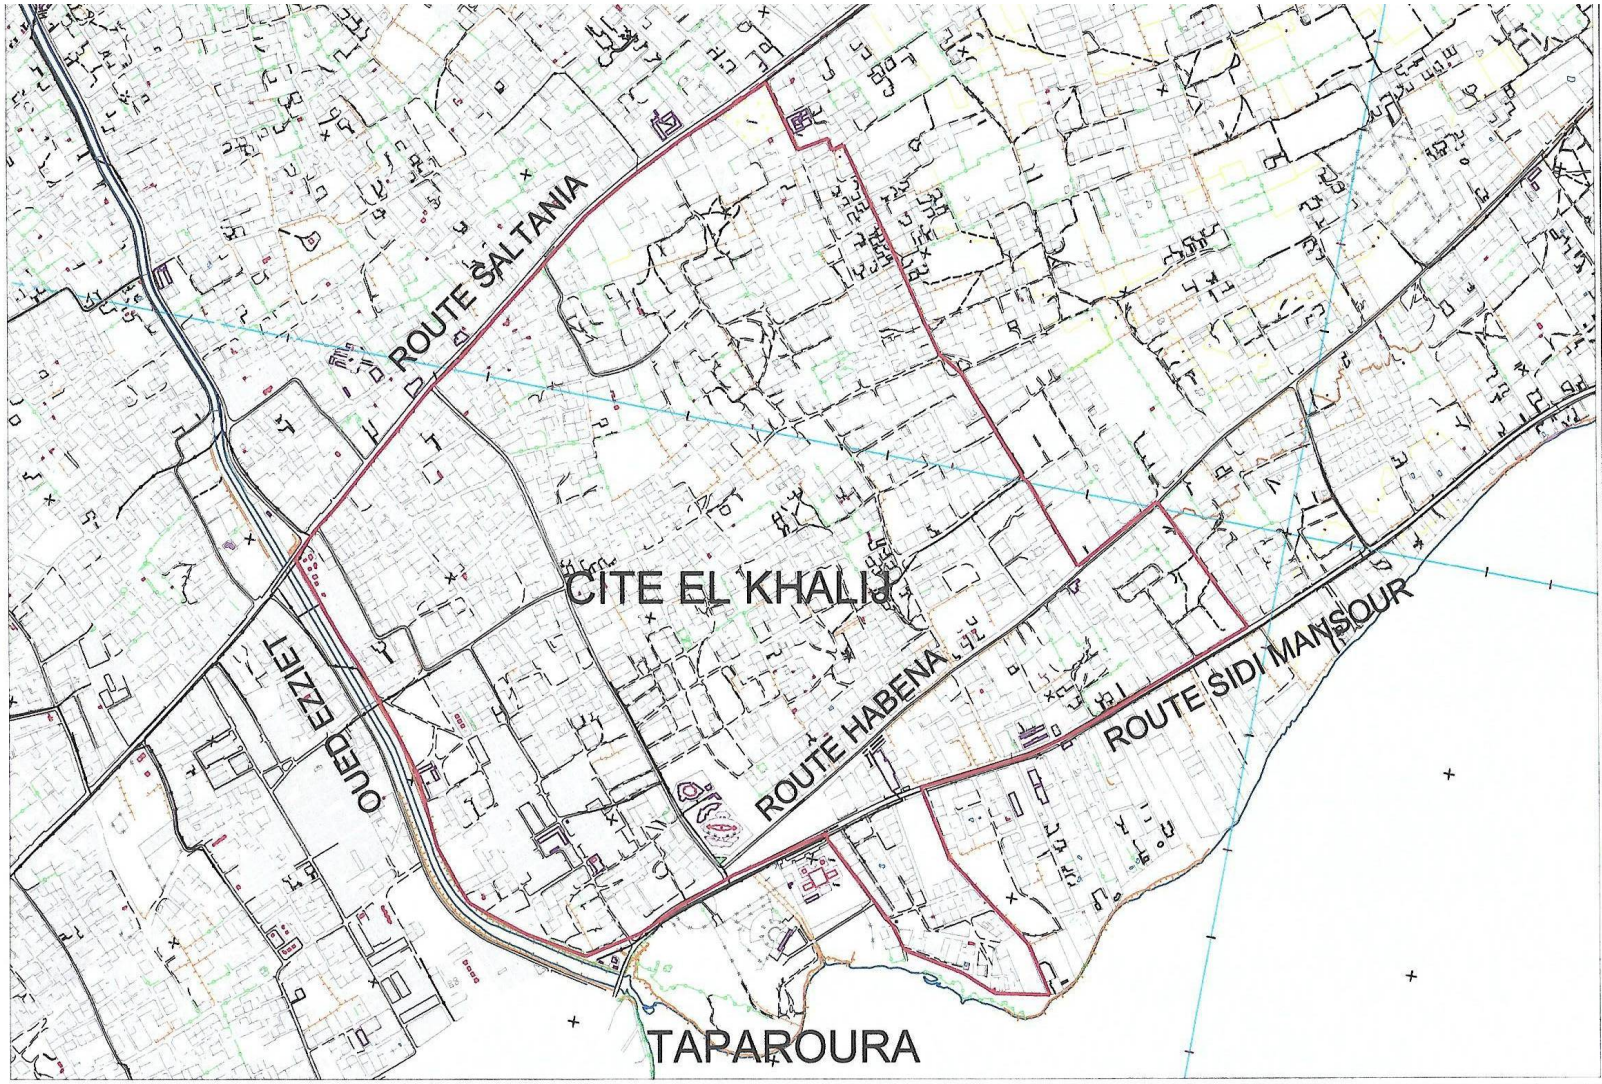 ROUTE SALTANIA
CITE EL KHALIJ
OUED EZZIET
ROUTE HABENA
ROUTE SIDI MANSOUR
TAPAROURA